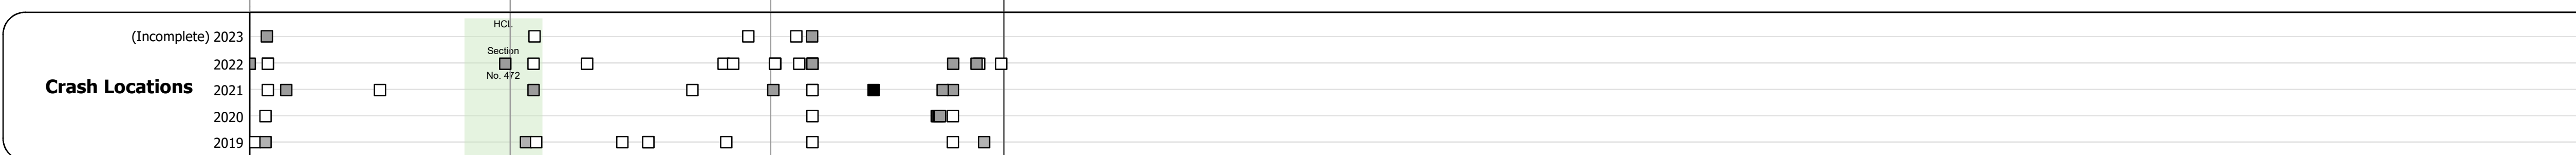 HCL
(Incomplete) 2023
Section
2022
No. 472
Crash Locations
2021
2020
2019